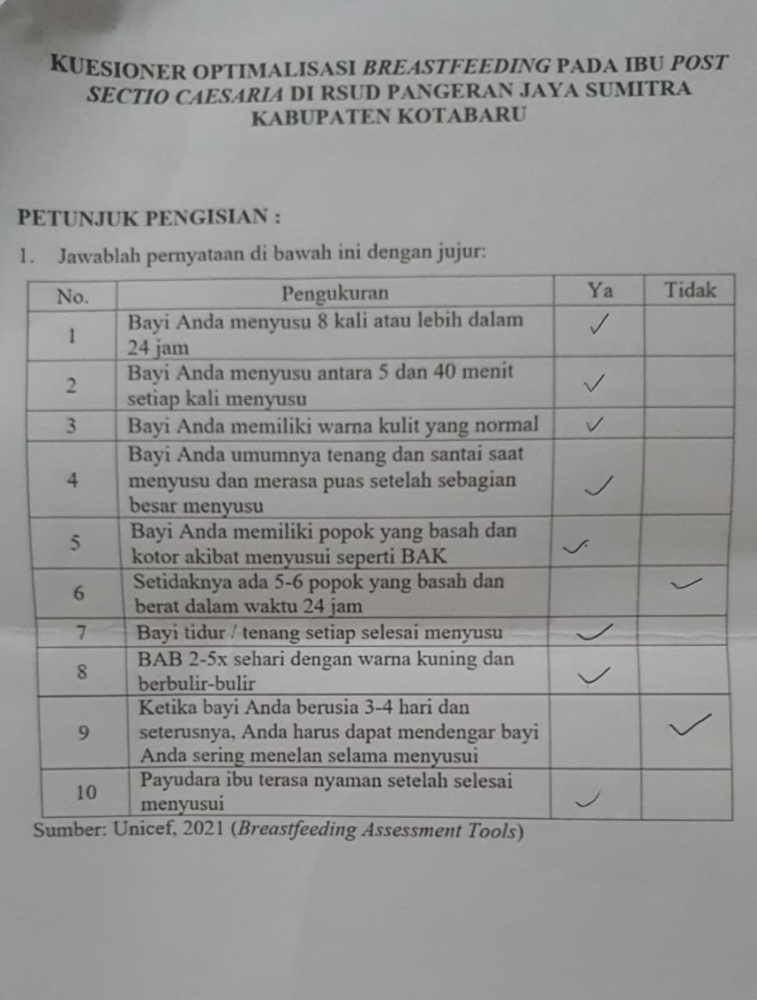 KUESIONER OPTIMALISASI BREASTFEEDING PADA IBU POST
SECTIO CAESARIA DI RSUD PANGERAN JAYA SUMITRA
KABUPATEN KOTABARU
PETUNJUK PENGISIAN :
1. Jawablah pernyataan di bawah ini dengan jujur:
No. Pengukuran Ya Tidak
1 Bayi Anda menyusu 8 kali atau lebih dalam ✓
24 jam
2 Bayi Anda menyusu antara 5 dan 40 menit ✓
setiap kali menyusu
3 Bayi Anda memiliki warna kulit yang normal ✓
4 Bayi Anda umumnya tenang dan santai saat
menyusu dan merasa puas setelah sebagian ✓
besar menyusu
5 Bayi Anda memiliki popok yang basah dan ✓
kotor akibat menyusui seperti BAK
6 Setidaknya ada 5-6 popok yang basah dan ✓
berat dalam waktu 24 jam
7 Bayi tidur / tenang setiap selesai menyusu ✓
8 BAB 2-5x sehari dengan warna kuning dan ✓
berbulir-bulir
9 Ketika bayi Anda berusia 3-4 hari dan
seterusnya, Anda harus dapat mendengar bayi ✓
Anda sering menelan selama menyusui
10 Payudara ibu terasa nyaman setelah selesai ✓
menyusui
Sumber: Unicef, 2021 (Breastfeeding Assessment Tools)